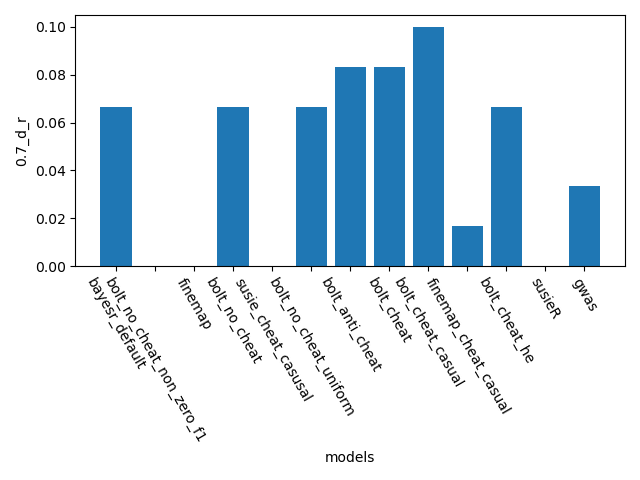 0.10
0.08
0.06
0.04
0.02
0.00
0.7_d_r
bayesr_default
bolt_no_cheat_non_zero_f1
finemap
bolt_no_cheat
susie_cheat_casusal
bolt_no_cheat_uniform
bolt_anti_cheat
bolt_cheat
bolt_cheat_casual
finemap_cheat_casual
bolt_cheat_he
susieR
gwas
models